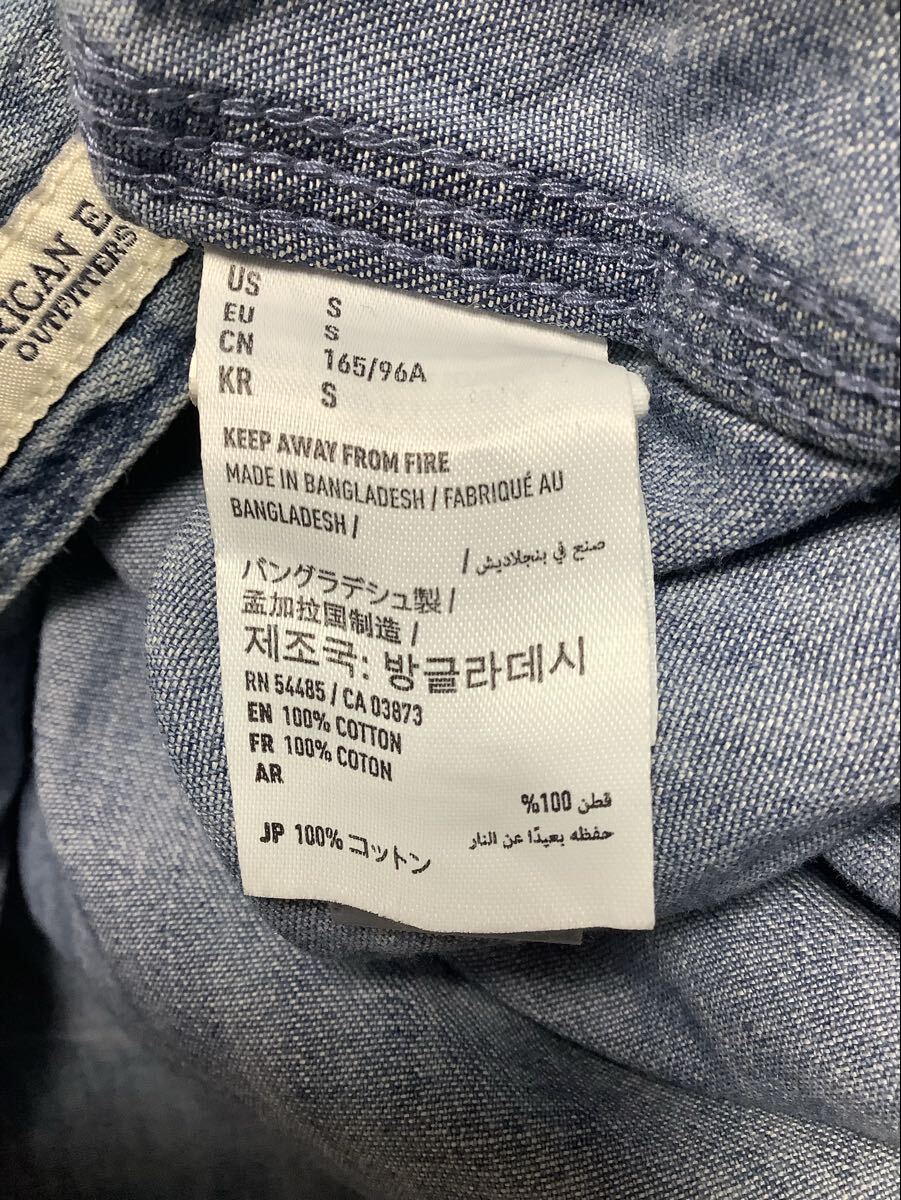 RICAN E
OUTFITTERS
US S
EU S
CN 165/96A
KR S
KEEP AWAY FROM FIRE
MADE IN BANGLADESH / FABRIQUÉ AU
BANGLADESH /
صنع في بنجلاديش /
バングラデシュ製 /
孟加拉国制造 /
제조국: 방글라데시
RN 54485 / CA 03873
EN 100% COTTON
FR 100% COTON
AR
قطن 100%
حفظه بعيدًا عن النار
JP 100% コットン